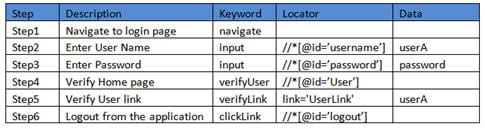 Step Description Keyword Locator Data
Step1 Navigate to login page navigate
Step2 Enter User Name input //*[@id=’username’] userA
Step3 Enter Password input //*[@id=’password’] password
Step4 Verify Home page verifyUser //*[@id=’User’]
Step5 Verify User link verifyLink link=‘UserLink’ userA
Step6 Logout from the application clickLink //*[@id=’logout’]